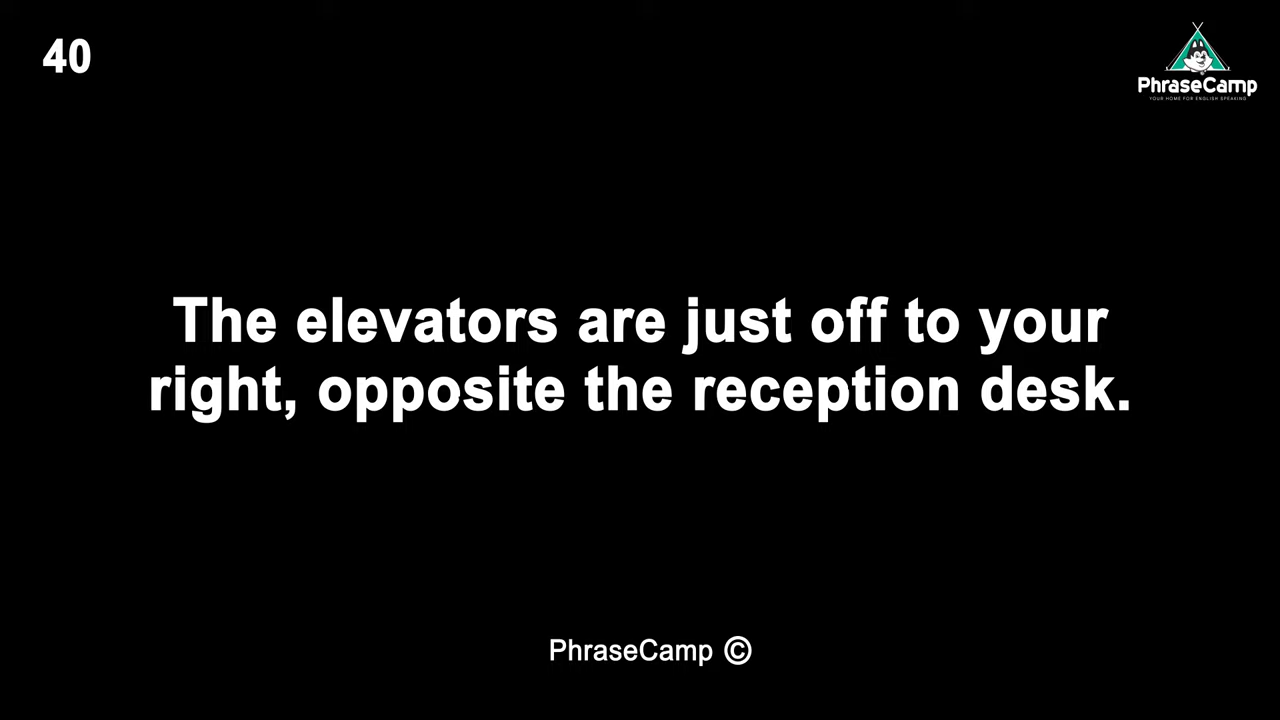 40
PhraseCamp
YOUR HOME FOR ENGLISH SPEAKING
The elevators are just off to your
right, opposite the reception desk.
PhraseCamp ©